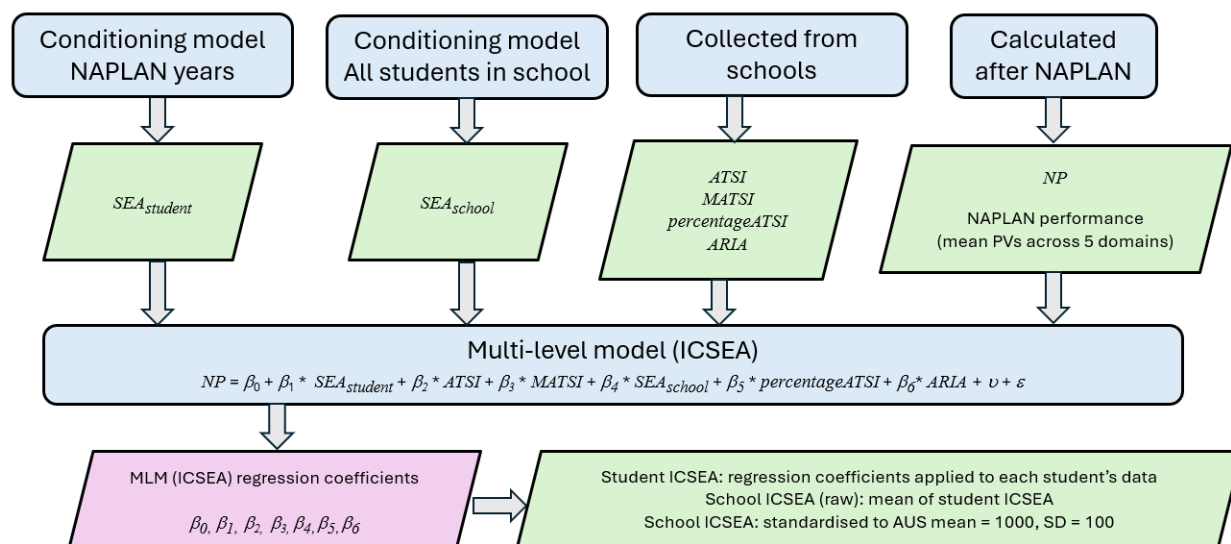 Conditioning model
NAPLAN years
Conditioning model
All students in school
Collected from
schools
Calculated
after NAPLAN
SEAstudent
SEAschool
ATSI
MATSI
percentageATSI
ARIA
NP
NAPLAN performance
(mean PVs across 5 domains)
Multi-level model (ICSEA)
NP = β0 + β1 * SEAstudent + β2 * ATSI + β3 * MATSI + β4 * SEAschool + β5 * percentageATSI + β6* ARIA + υ + ε
MLM (ICSEA) regression coefficients
β0, β1, β2, β3, β4, β5, β6
Student ICSEA: regression coefficients applied to each student’s data
School ICSEA (raw): mean of student ICSEA
School ICSEA: standardised to AUS mean = 1000, SD = 100